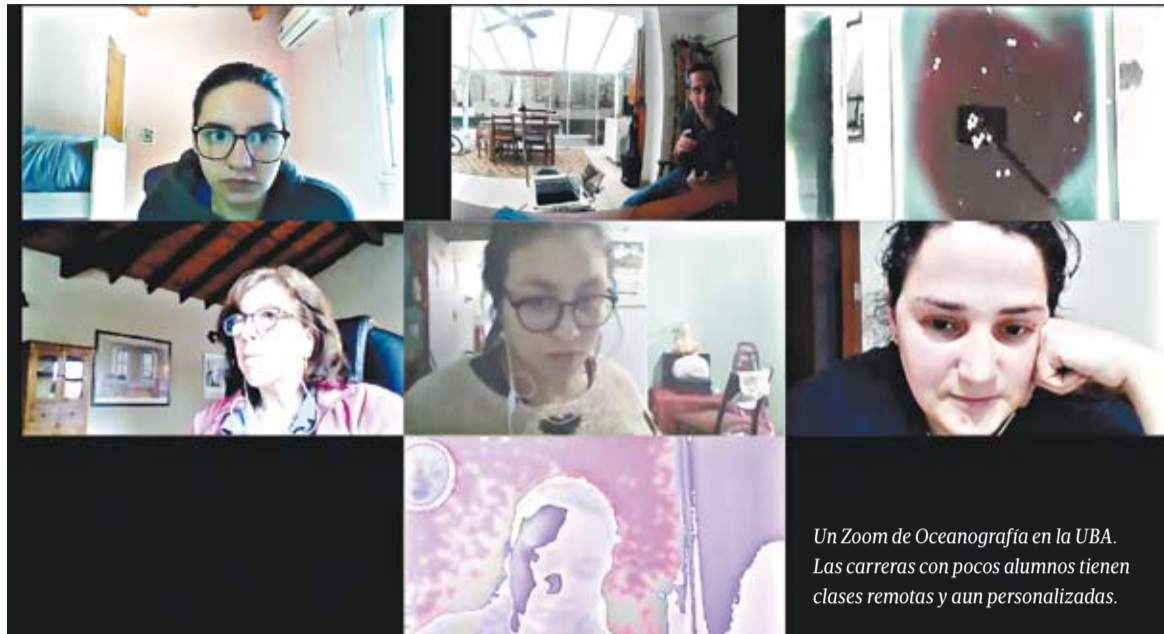 Un Zoom de Oceanografía en la UBA.
Las carreras con pocos alumnos tienen
clases remotas y aun personalizadas.